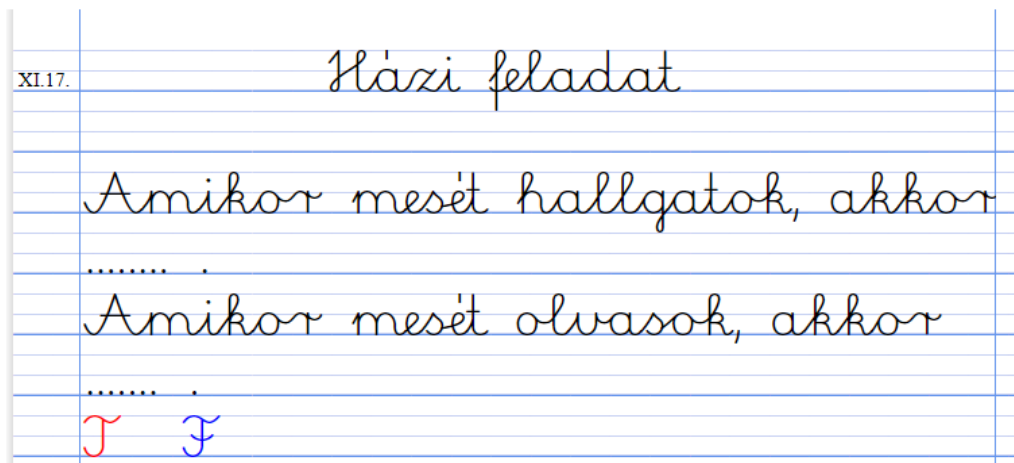 XI.17. Házi feladat
Amikor mesét hallgatok, akkor
........ .
Amikor mesét olvasok, akkor
....... .
T F